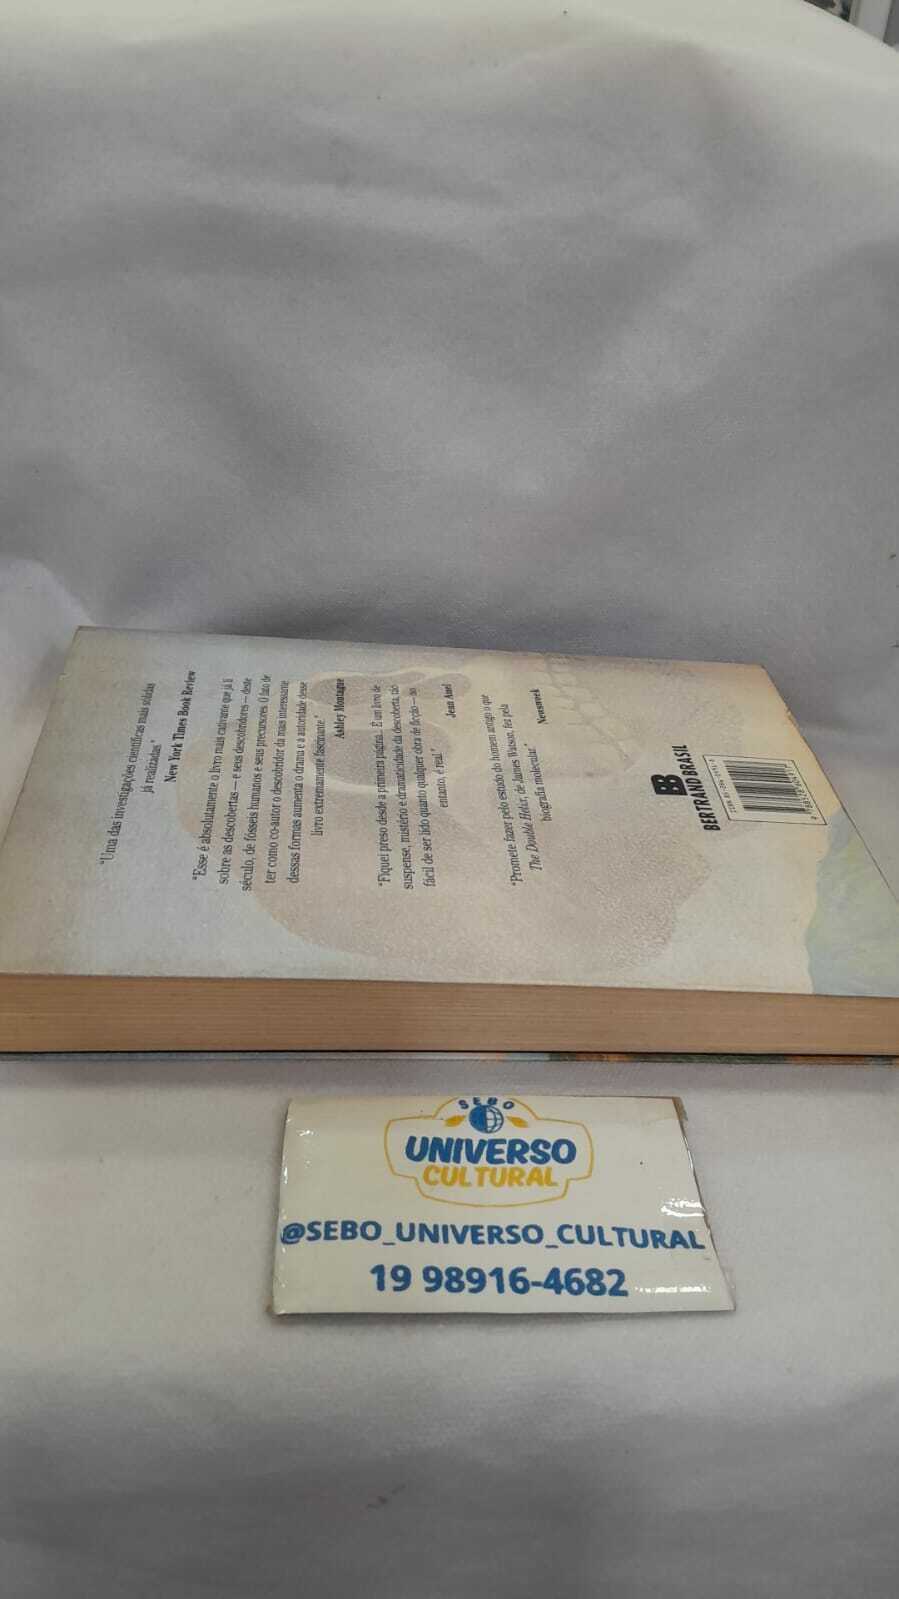 "Uma das investigações científicas mais sólidas
já realizadas."
New York Times Book Review
"Esse é absolutamente o livro mais cativante que já li
sobre as descobertas — e seus descobridores — deste
século, de fósseis humanos e seus precursores. O fato de
ter como co-autor o descobridor da mais interessante
dessas formas aumenta o drama e a autoridade desse
livro extremamente fascinante."
Ashley Montague
"Fiquei preso desde a primeira página... É um livro de
suspense, mistério e dramaticidade da descoberta, tão
fácil de ser lido quanto qualquer obra de ficção — no
entanto, é real."
Jean Auel
"Promete fazer pelo estudo do homem antigo o que
The Double Helix, de James Watson, fez pela
biografia molecular."
Newsweek
BB
BERTRAND BRASIL
SEBO
UNIVERSO
CULTURAL
@SEBO_UNIVERSO_CULTURAL
19 98916-4682